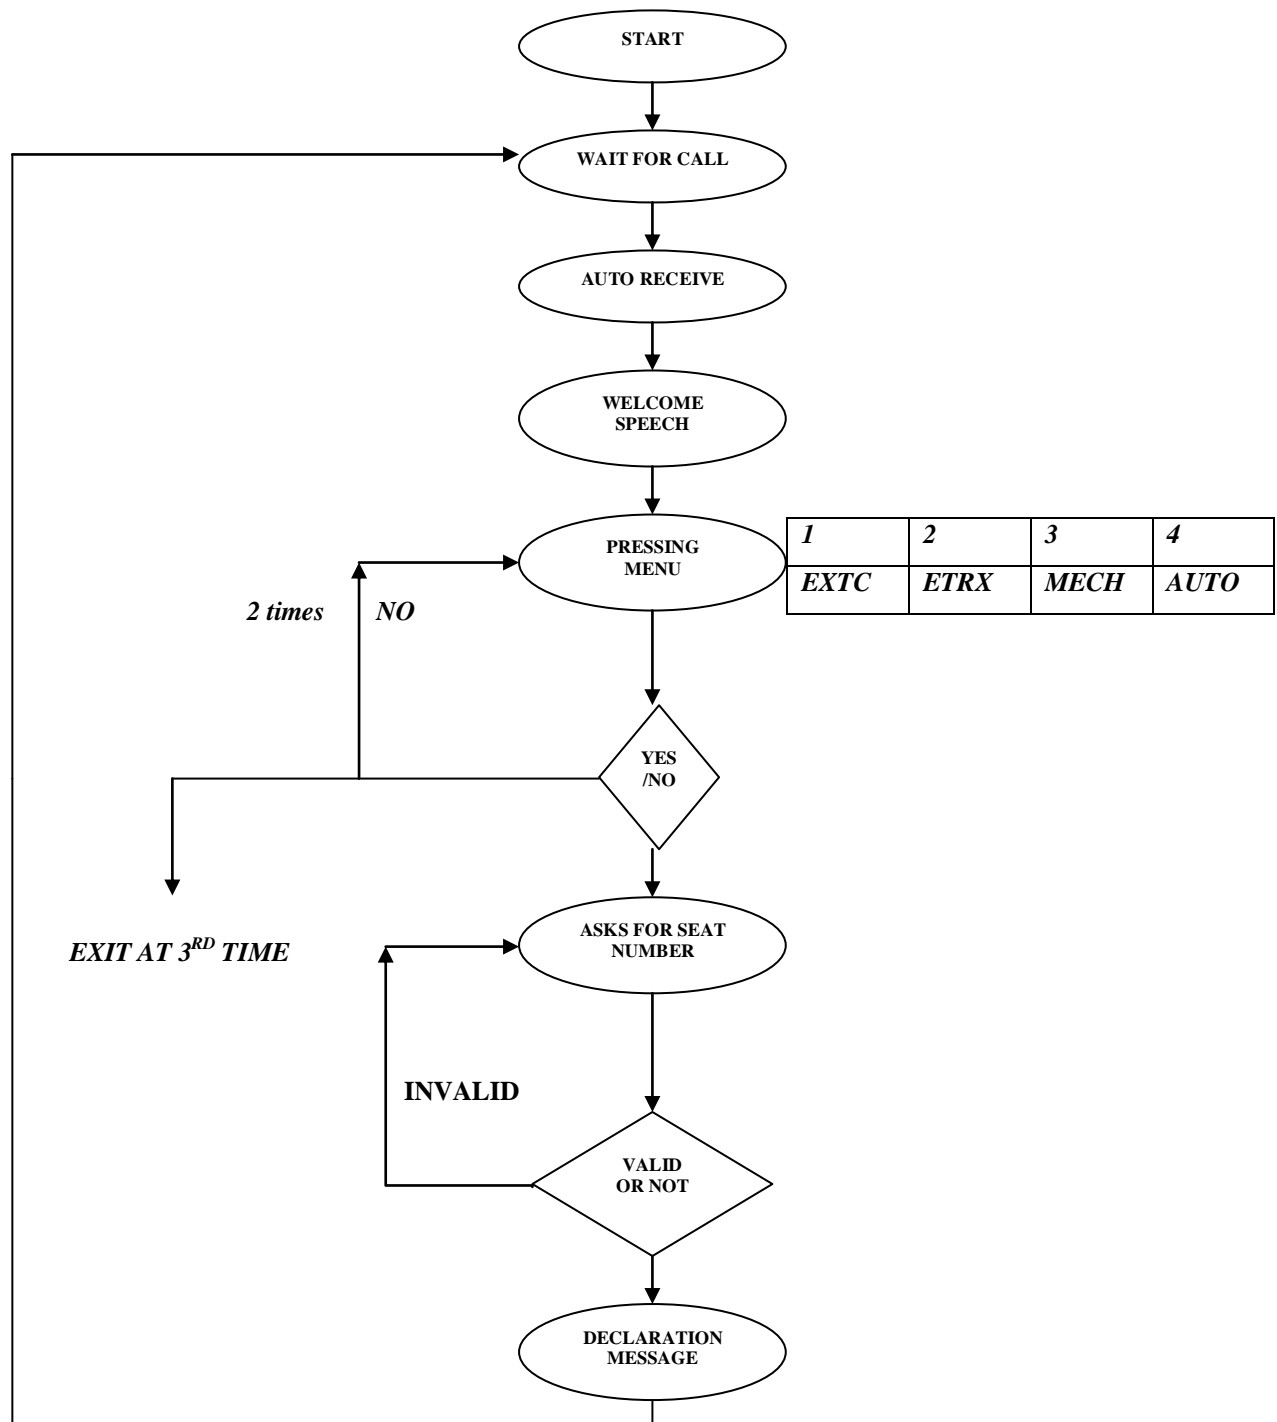 START
WAIT FOR CALL
AUTO RECEIVE
WELCOME
SPEECH
PRESSING
MENU
1 2 3 4
EXTC ETRX MECH AUTO
2 times NO
YES
/NO
ASKS FOR SEAT
NUMBER
EXIT AT 3RD TIME
INVALID
VALID
OR NOT
DECLARATION
MESSAGE